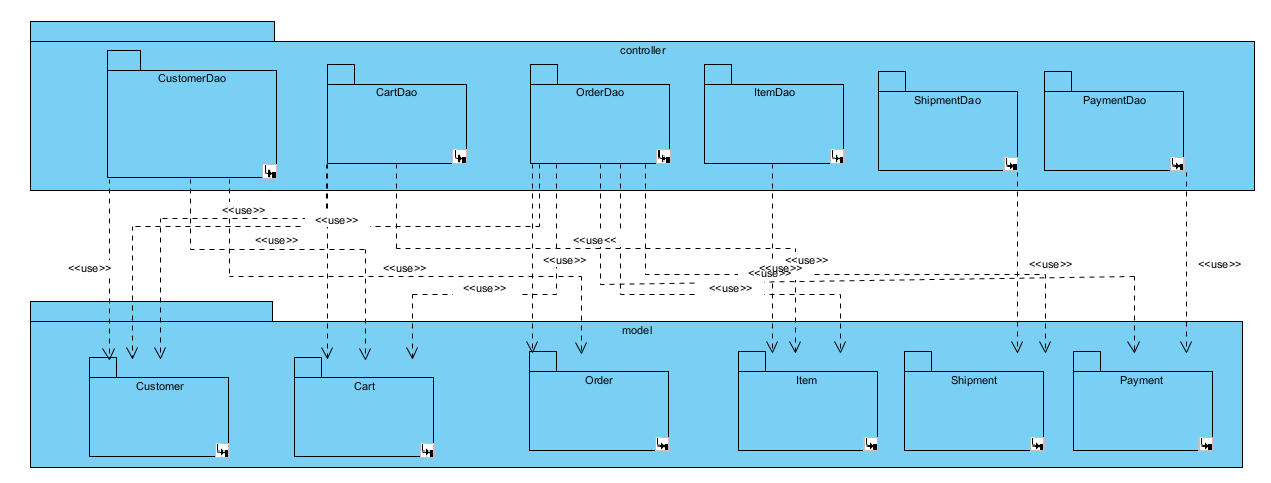 controller
CustomerDao
CartDao
OrderDao
ItemDao
ShipmentDao
PaymentDao
<<use>>
<<use>>
<<use>>
<<use<<
<<use>>
<<use>>
<<use>>
<<use>>
<<use>>
<<use>>
<<use>>
<<use>>
<<use>>
<<use>>
model
Customer
Cart
Order
Item
Shipment
Payment